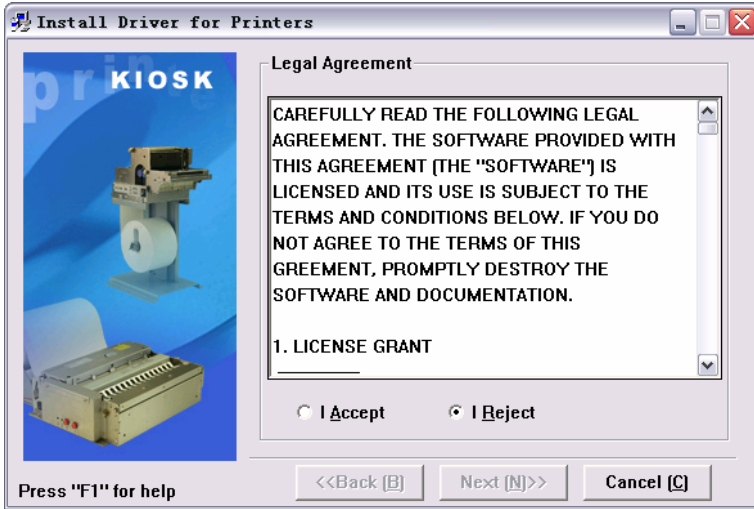 Install Driver for Printers
printe
KIOSK
Legal Agreement
CAREFULLY READ THE FOLLOWING LEGAL
AGREEMENT. THE SOFTWARE PROVIDED WITH
THIS AGREEMENT (THE "SOFTWARE") IS
LICENSED AND ITS USE IS SUBJECT TO THE
TERMS AND CONDITIONS BELOW. IF YOU DO
NOT AGREE TO THE TERMS OF THIS
GREEMENT, PROMPTLY DESTROY THE
SOFTWARE AND DOCUMENTATION.
1. LICENSE GRANT
I Accept
I Reject
Press "F1" for help
<<Back (B)
Next (N)>>
Cancel (C)